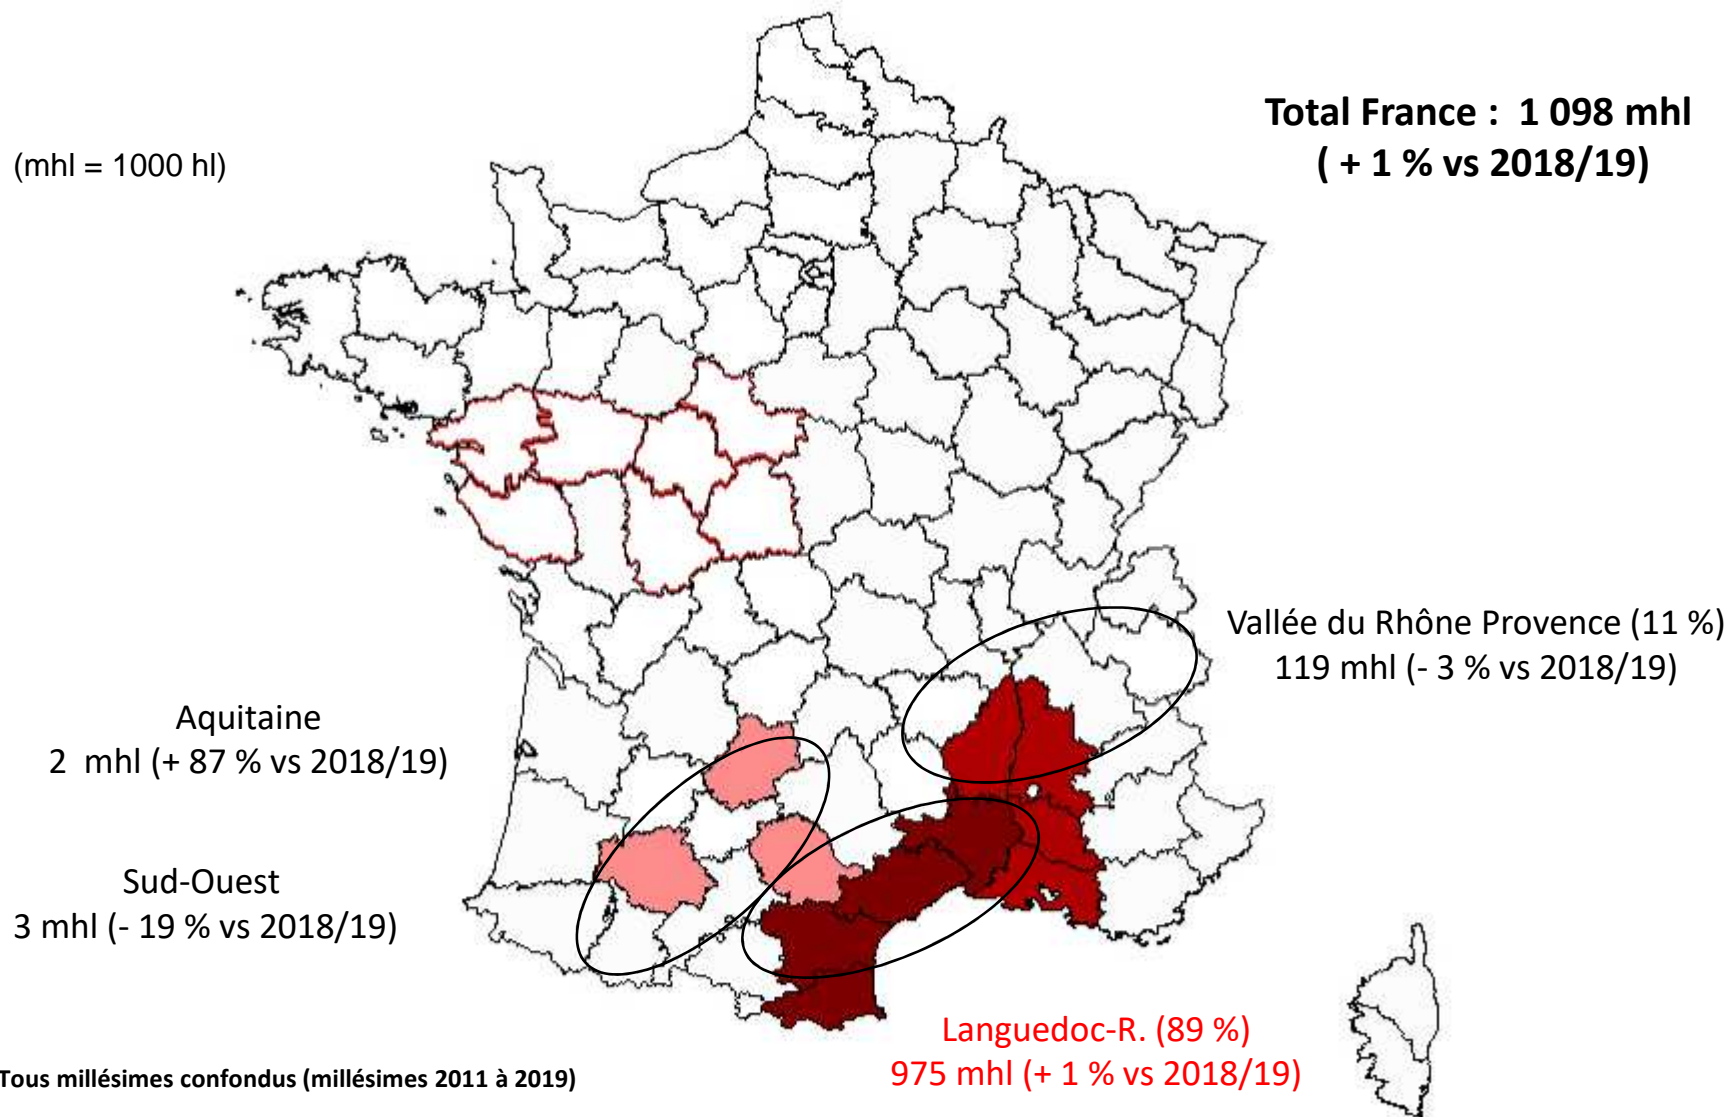 (mhl = 1000 hl)
Total France : 1 098 mhl
( + 1 % vs 2018/19)
Vallée du Rhône Provence (11 %)
119 mhl (- 3 % vs 2018/19)
Aquitaine
2 mhl (+ 87 % vs 2018/19)
Sud-Ouest
3 mhl (- 19 % vs 2018/19)
Languedoc-R. (89 %)
975 mhl (+ 1 % vs 2018/19)
Tous millésimes confondus (millésimes 2011 à 2019)